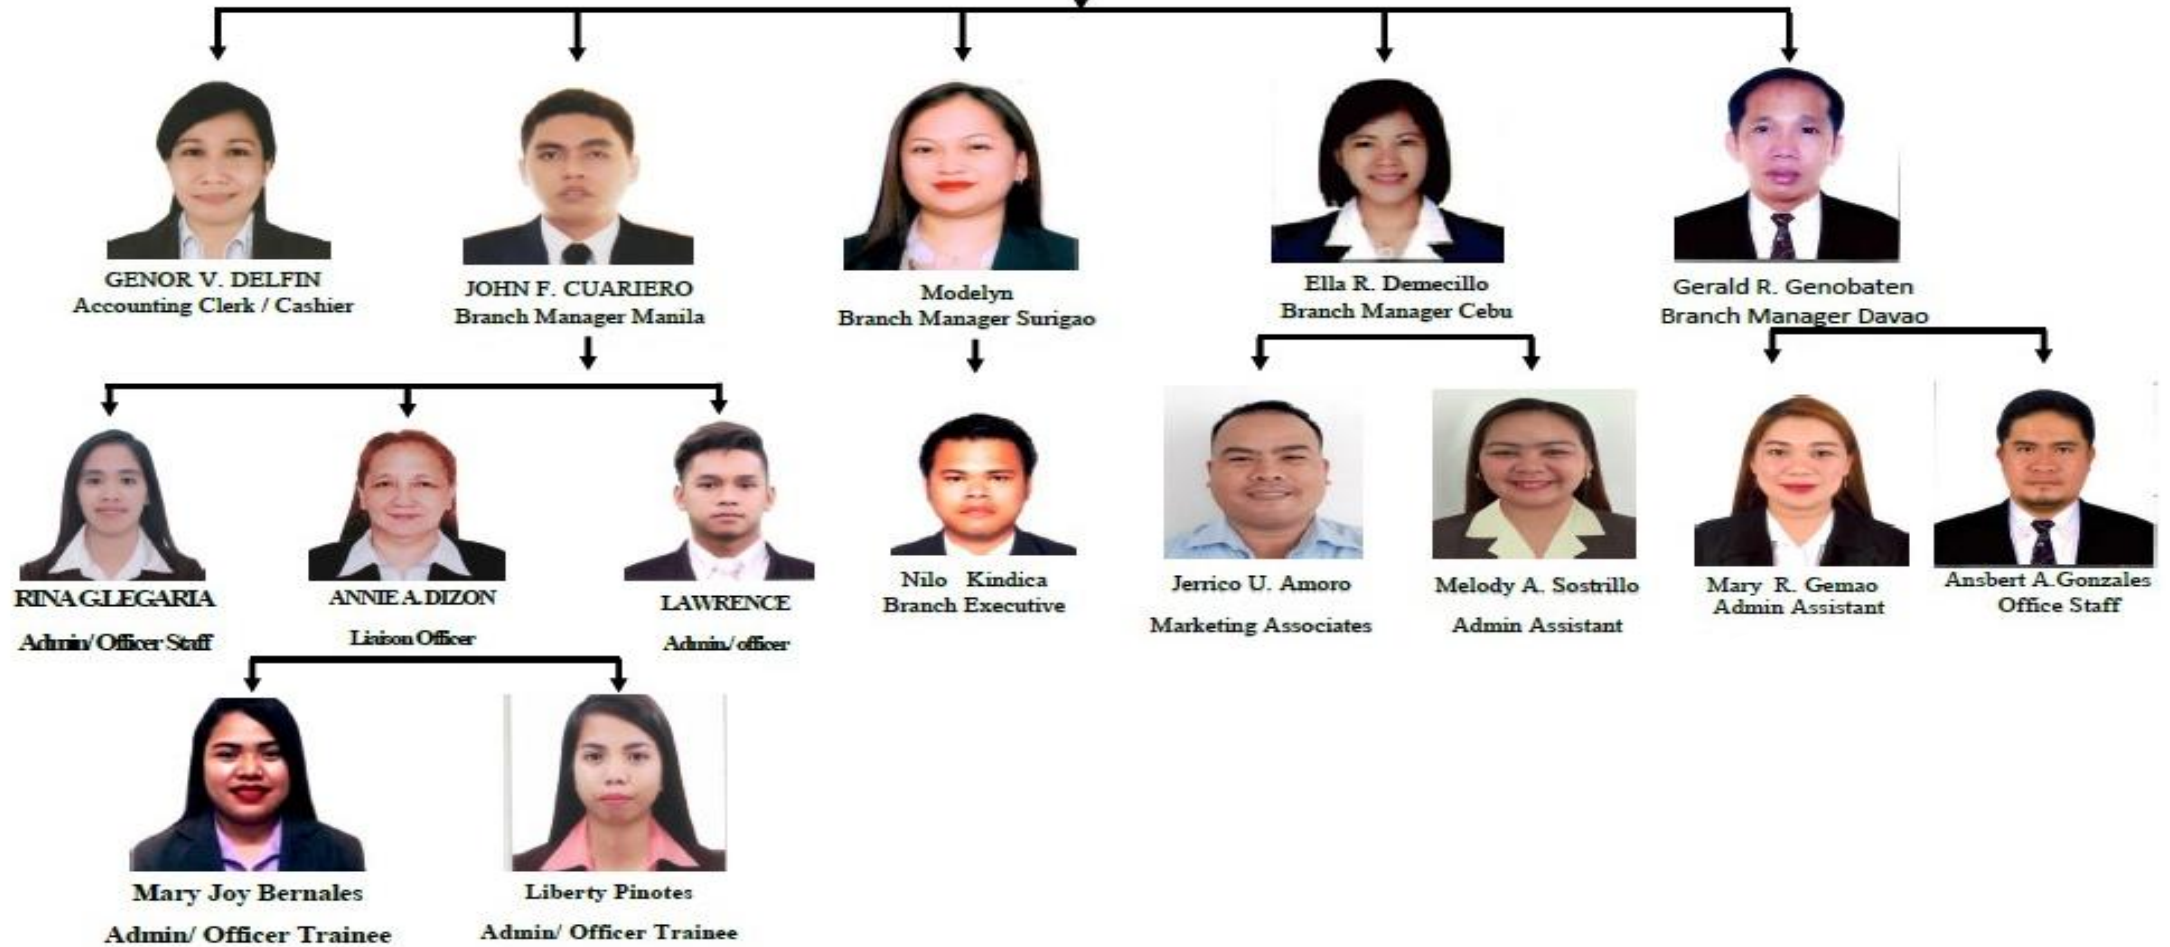 GENOR V. DELFIN
Accounting Clerk / Cashier
JOHN F. CUARIERO
Branch Manager Manila
Modelyn
Branch Manager Surigao
Ella R. Demecillo
Branch Manager Cebu
Gerald R. Genobaten
Branch Manager Davao
RINA G.LEGARIA
Admin/ Officer Staff
ANNIE A. DIZON
Liaison Officer
LAWRENCE
Admin./ officer
Nilo Kindica
Branch Executive
Jerrico U. Amoro
Marketing Associates
Melody A. Sostrillo
Admin Assistant
Mary R. Gemao
Admin Assistant
Ansbert A.Gonzales
Office Staff
Mary Joy Bernales
Admin/ Officer Trainee
Liberty Pinotes
Admin/ Officer Trainee